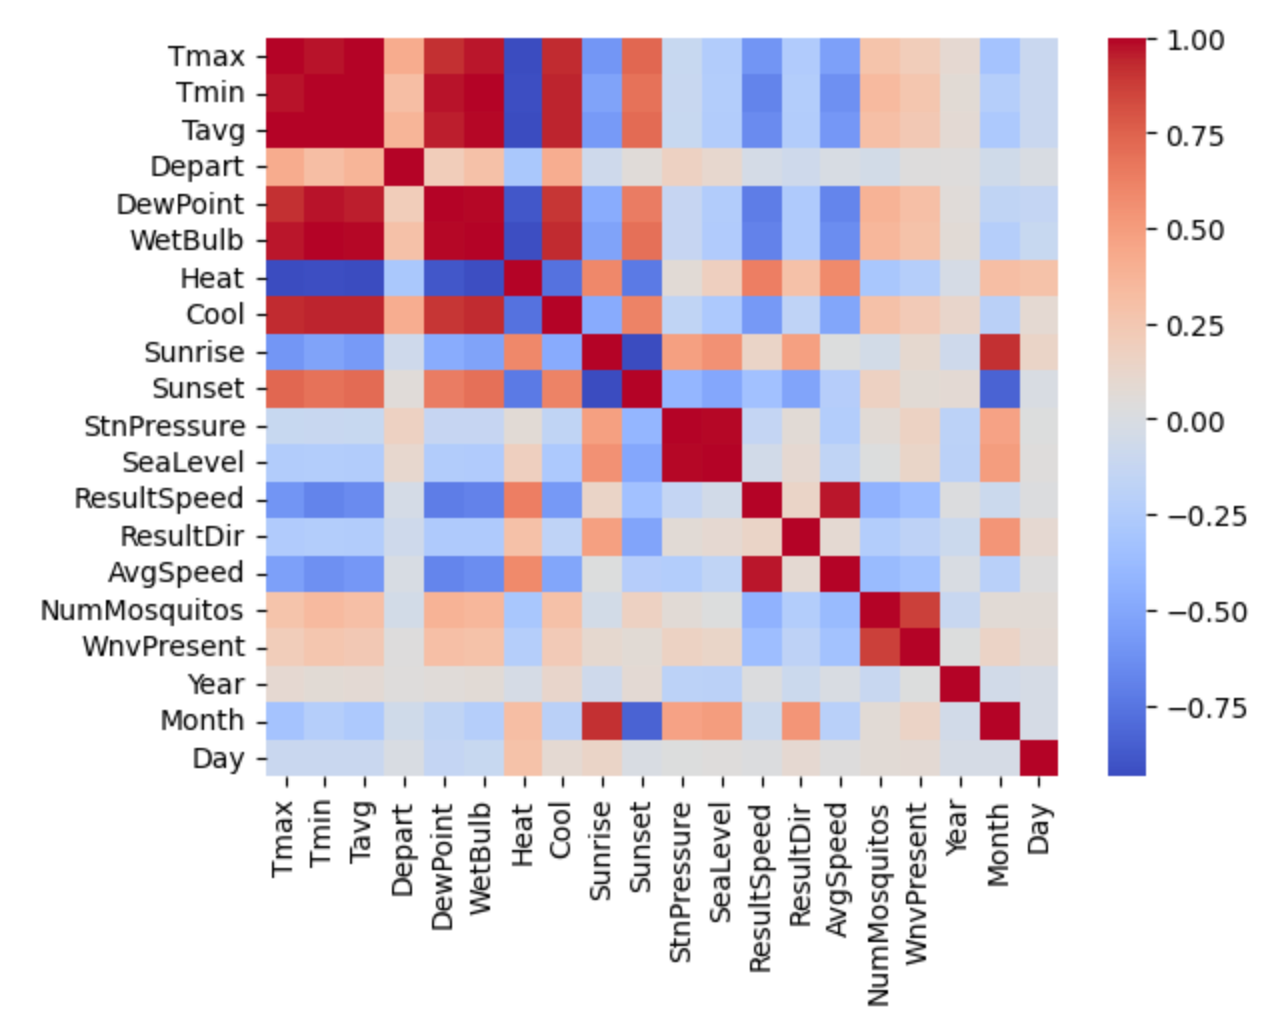 Tmax
Tmin
Tavg
Depart
DewPoint
WetBulb
Heat
Cool
Sunrise
Sunset
StnPressure
SeaLevel
ResultSpeed
ResultDir
AvgSpeed
NumMosquitos
WnvPresent
Year
Month
Day
Tmax
Tmin
Tavg
Depart
DewPoint
WetBulb
Heat
Cool
Sunrise
Sunset
StnPressure
SeaLevel
ResultSpeed
ResultDir
AvgSpeed
NumMosquitos
WnvPresent
Year
Month
Day
1.00
0.75
0.50
0.25
0.00
−0.25
−0.50
−0.75